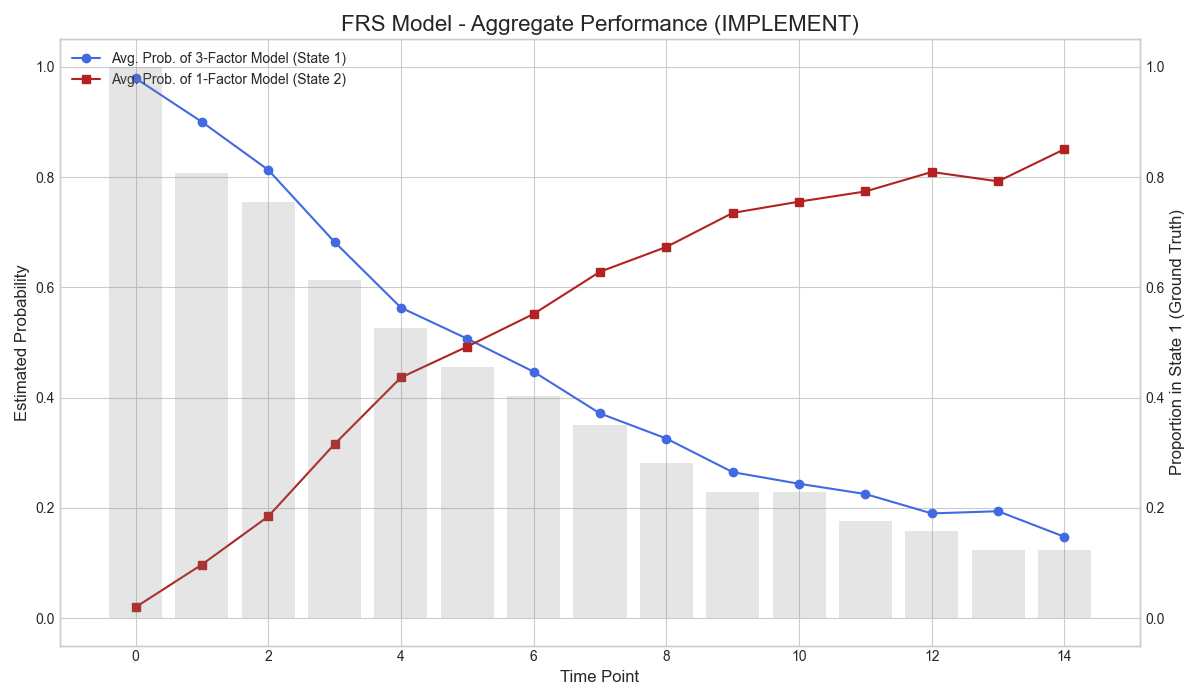 FRS Model - Aggregate Performance (IMPLEMENT)
Avg. Prob. of 3-Factor Model (State 1)
Avg. Prob. of 1-Factor Model (State 2)
Estimated Probability
1.0
0.8
0.6
0.4
0.2
0.0
1.0
0.8
0.6
0.4
0.2
0.0
Proportion in State 1 (Ground Truth)
0 2 4 6 8 10 12 14
Time Point